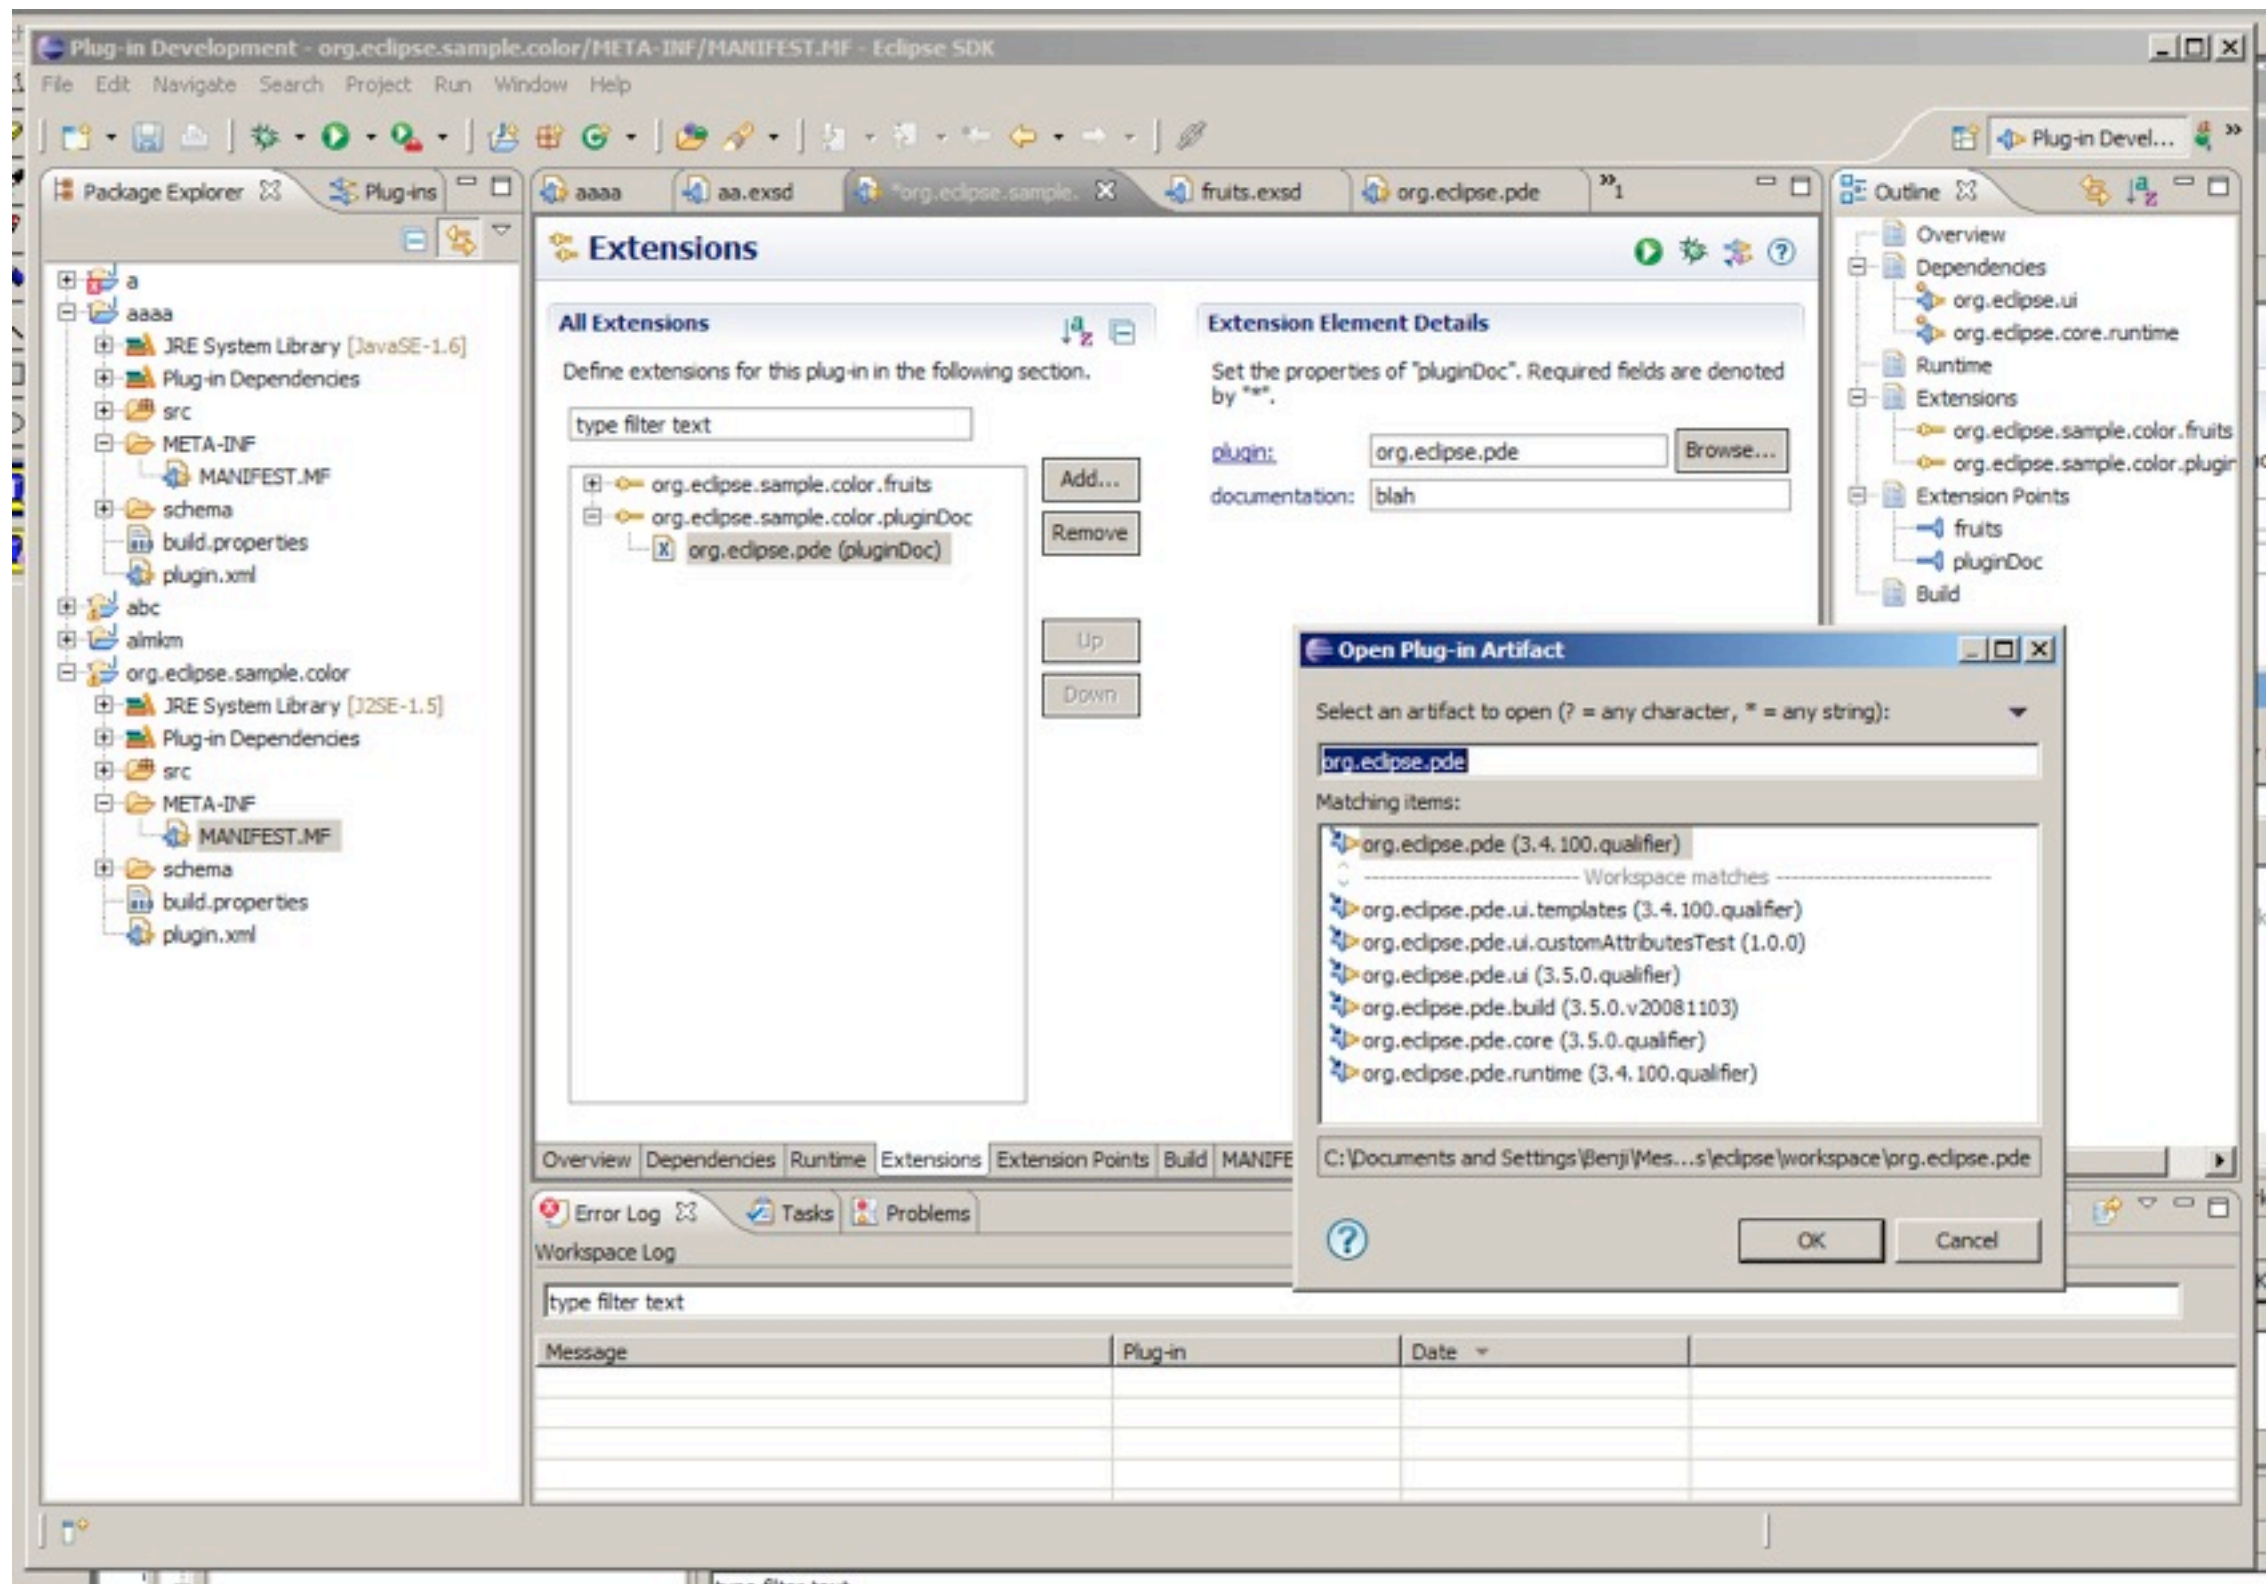 Plug-in Development - org.eclipse.sample.color/META-INF/MANIFEST.MF - Eclipse SDK
File Edit Navigate Search Project Run Window Help
Plug-in Devel... »
Package Explorer Plug-ins
a
aaaa
JRE System Library [JavaSE-1.6]
Plug-in Dependencies
src
META-INF
MANIFEST.MF
schema
build.properties
plugin.xml
abc
almkm
org.eclipse.sample.color
JRE System Library [J2SE-1.5]
Plug-in Dependencies
src
META-INF
MANIFEST.MF
schema
build.properties
plugin.xml
aaaa aa.exsd *org.eclipse.sample. fruits.exsd org.eclipse.pde »1
Extensions
All Extensions
Define extensions for this plug-in in the following section.
type filter text
org.eclipse.sample.color.fruits
org.eclipse.sample.color.pluginDoc
org.eclipse.pde (pluginDoc)
Add...
Remove
Up
Down
Extension Element Details
Set the properties of "pluginDoc". Required fields are denoted
by "*".
plugin: org.eclipse.pde Browse...
documentation: blah
Overview Dependencies Runtime Extensions Extension Points Build MANIFE
Outline
Overview
Dependencies
org.eclipse.ui
org.eclipse.core.runtime
Runtime
Extensions
org.eclipse.sample.color.fruits
org.eclipse.sample.color.plugin
Extension Points
fruits
pluginDoc
Build
Open Plug-in Artifact
Select an artifact to open (? = any character, * = any string):
org.eclipse.pde
Matching items:
org.eclipse.pde (3.4.100.qualifier)
Workspace matches
org.eclipse.pde.ui.templates (3.4.100.qualifier)
org.eclipse.pde.ui.customAttributesTest (1.0.0)
org.eclipse.pde.ui (3.5.0.qualifier)
org.eclipse.pde.build (3.5.0.v20081103)
org.eclipse.pde.core (3.5.0.qualifier)
org.eclipse.pde.runtime (3.4.100.qualifier)
C:\Documents and Settings\Benji\Mes...s\eclipse\workspace\org.eclipse.pde
OK Cancel
Error Log Tasks Problems
Workspace Log
type filter text
Message Plug-in Date